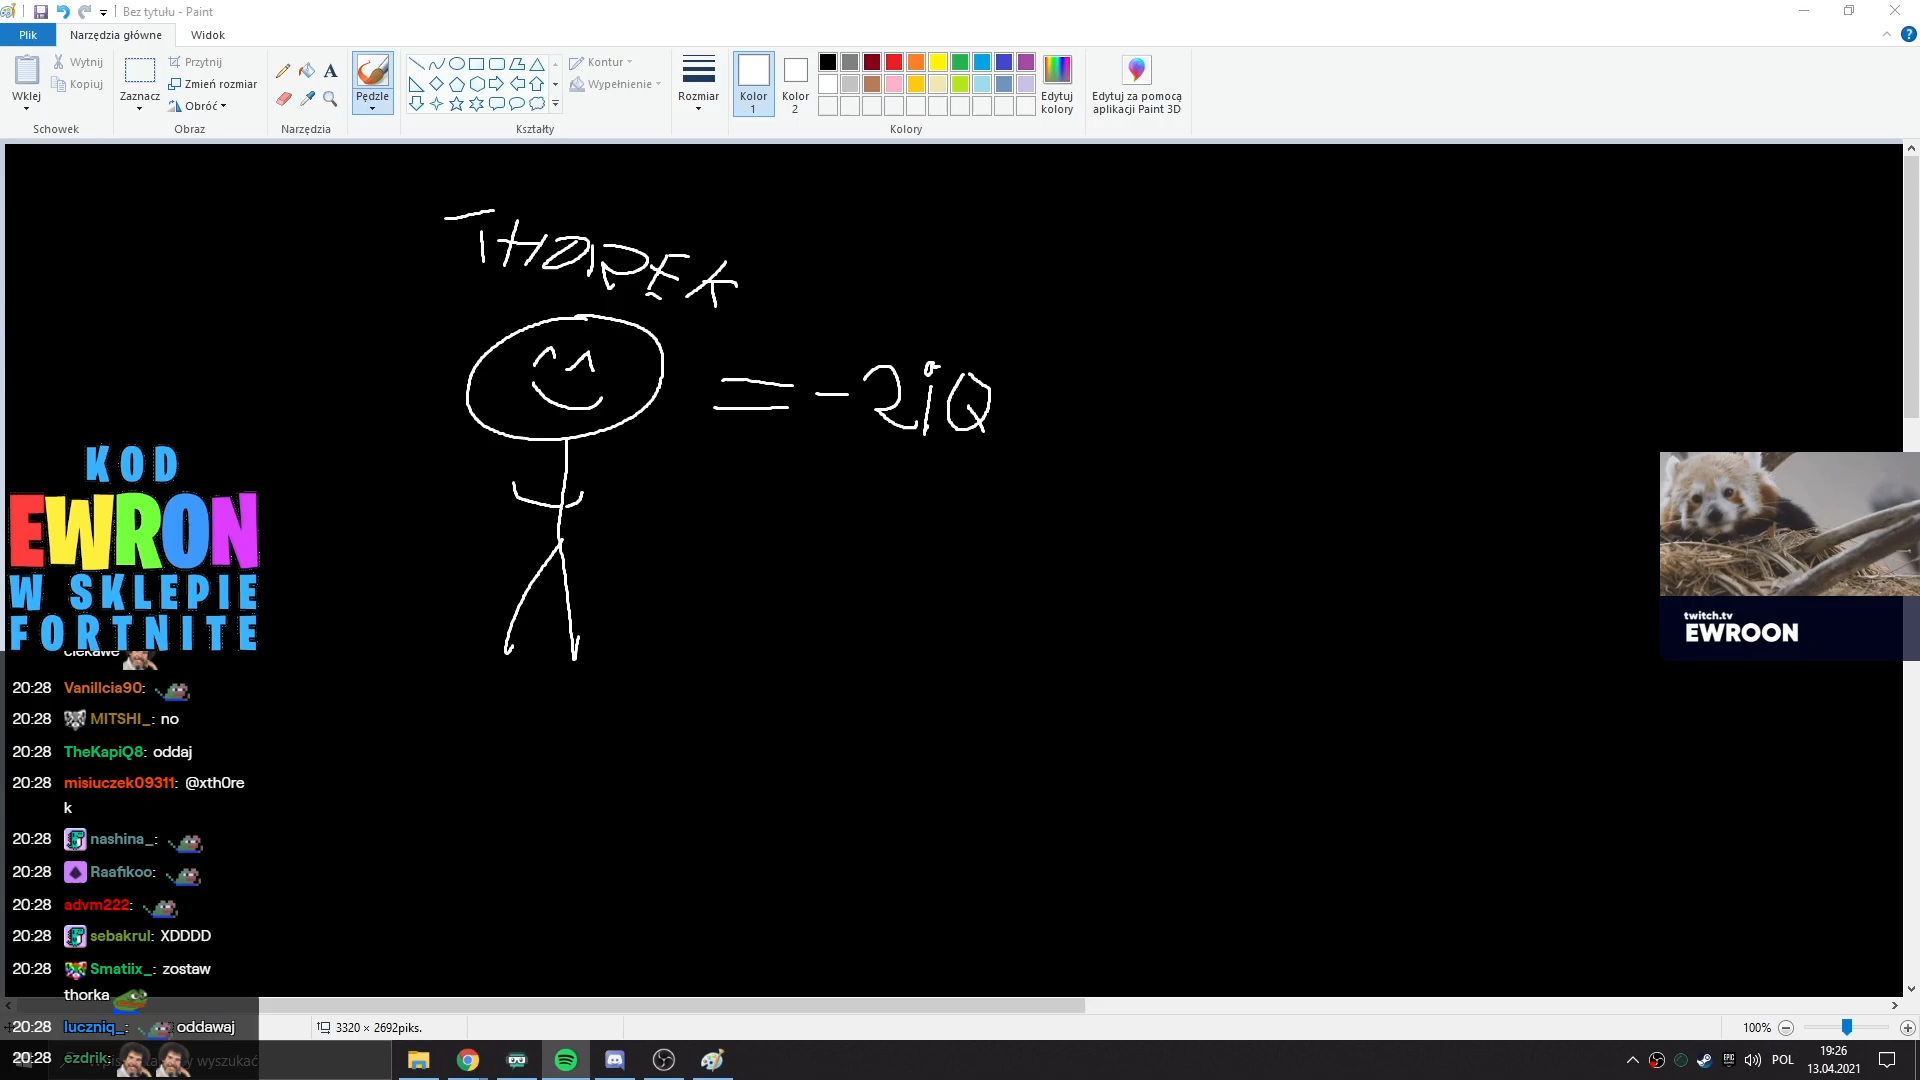 Bez tytułu - Paint
Plik Narzędzia główne Widok
Wklej
Wytnij
Kopiuj
Schowek
Zaznacz
Przytnij
Zmień rozmiar
Obróć
Obraz
A
Narzędzia
Pędzle
Kontur
Wypełnienie
Kształty
Rozmiar
Kolor 1
Kolor 2
Edytuj kolory
Kolory
Edytuj za pomocą aplikacji Paint 3D
THOREK
= -2iQ
KOD
EWRON
W SKLEPIE
FORTNITE
twitch.tv
EWROON
ciekawe
20:28 Vanillcia90:
20:28 MITSHI_: no
20:28 TheKapiQ8: oddaj
20:28 misiuczek09311: @xth0re
k
20:28 nashina_:
20:28 Raafikoo:
20:28 advm222:
20:28 sebakrul: XDDDD
20:28 Smatiix_: zostaw
thorka
20:28 luczniq_: oddawaj
20:28 ezdrik:
wyszukać
3320 × 2692piks.
100%
EPIC
POL
19:26
13.04.2021